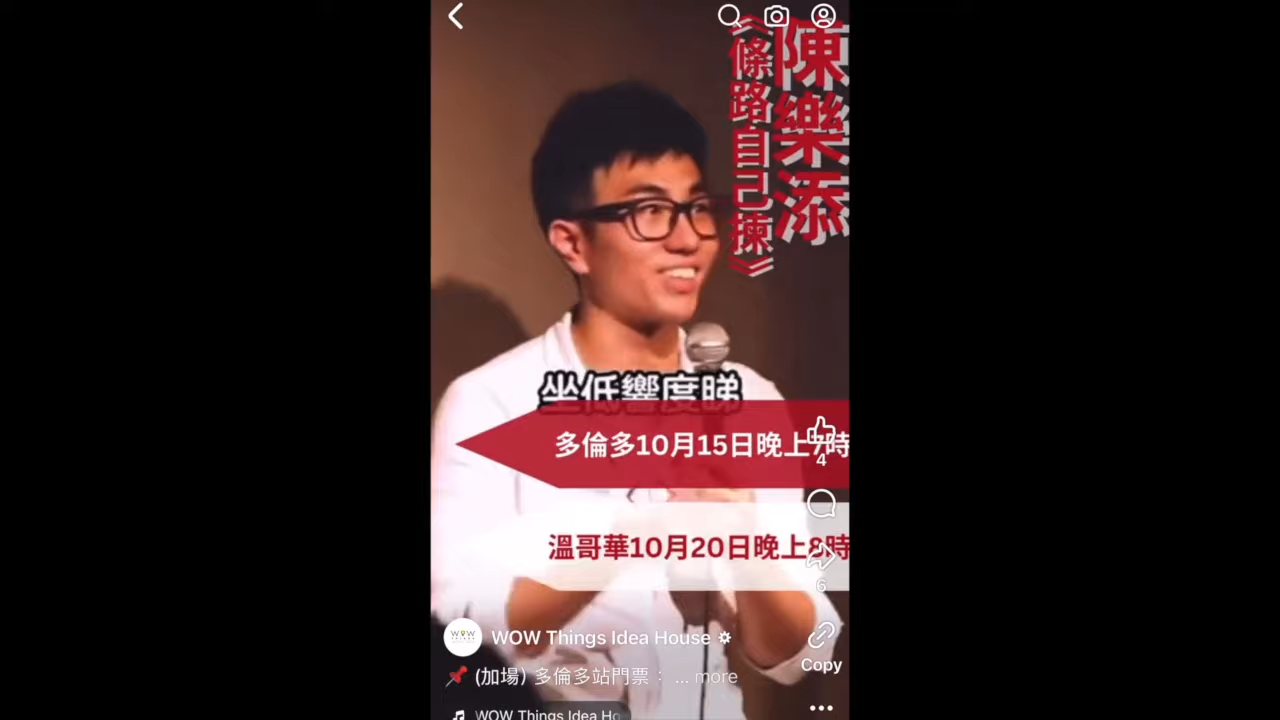 陳樂添
《條路自己揀》
坐低響度睇
多倫多10月15日晚上7時
4
溫哥華10月20日晚上8時
6
WOW Things Idea House
Copy
(加場) 多倫多站門票： ... more
WOW Things Idea Ho